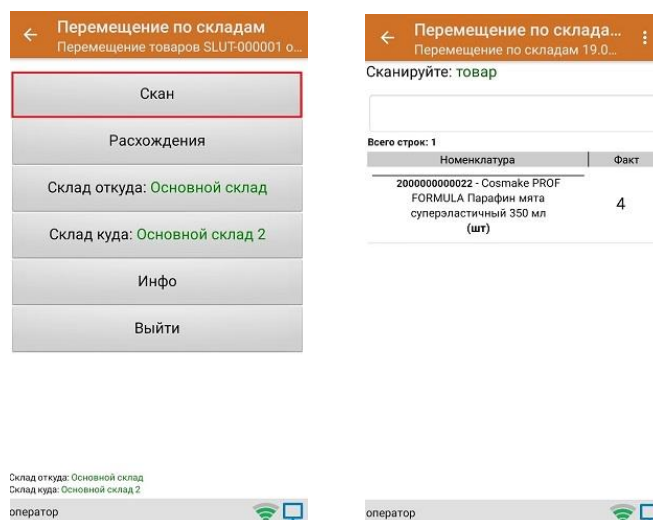 Перемещение по складам
Перемещение товаров SLUT-000001 о...
Скан
Расхождения
Склад откуда: Основной склад
Склад куда: Основной склад 2
Инфо
Выйти
Склад откуда: Основной склад
Склад куда: Основной склад 2
оператор
Перемещение по склада...
Перемещение по складам 19.0...
Сканируйте: товар
Всего строк: 1
Номенклатура Факт
2000000000022 - Cosmake PROF
FORMULA Парафин мята
суперэластичный 350 мл
(шт)
4
оператор